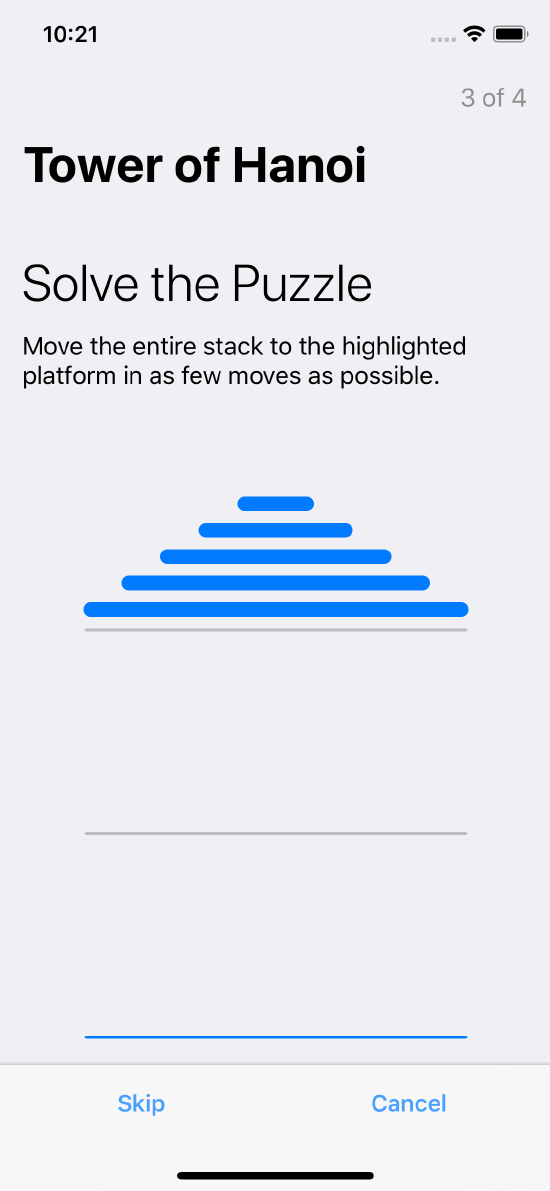 10:21
3 of 4
Tower of Hanoi
Solve the Puzzle
Move the entire stack to the highlighted
platform in as few moves as possible.
Skip
Cancel